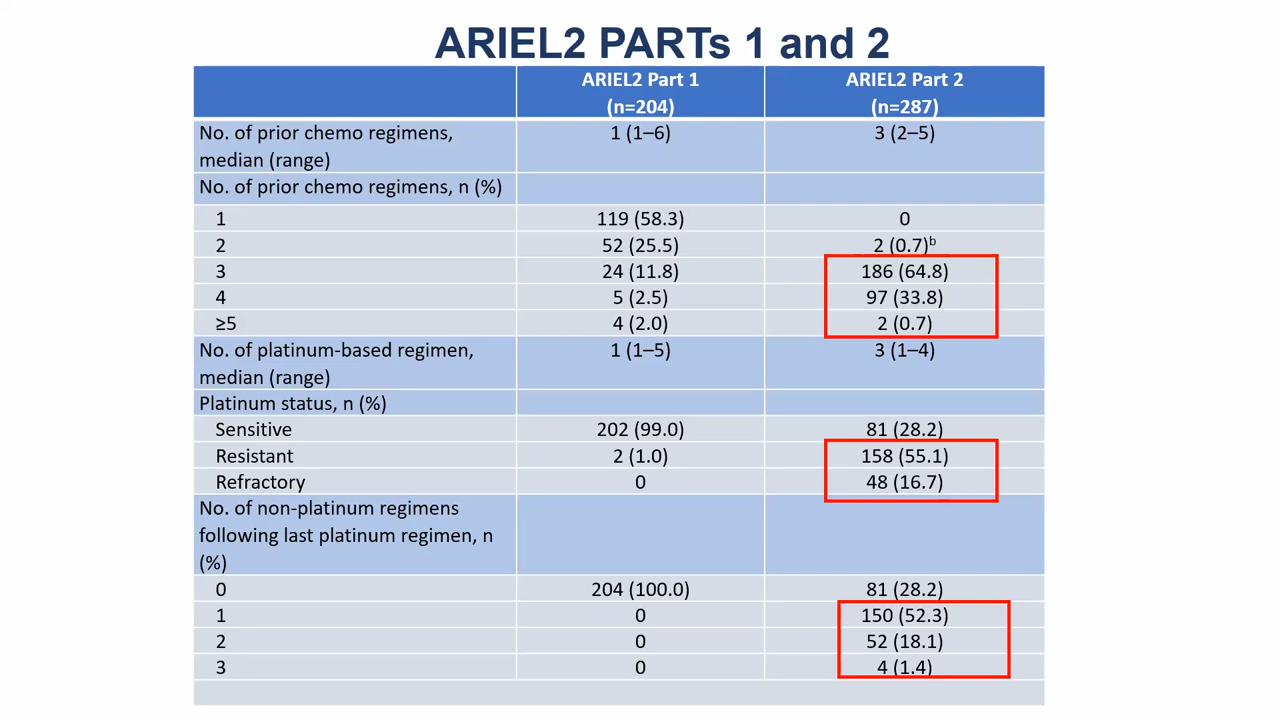 ARIEL2 PARTs 1 and 2
ARIEL2 Part 1 (n=204) ARIEL2 Part 2 (n=287)
No. of prior chemo regimens, median (range) 1 (1–6) 3 (2–5)
No. of prior chemo regimens, n (%)
1 119 (58.3) 0
2 52 (25.5) 2 (0.7)ᵇ
3 24 (11.8) 186 (64.8)
4 5 (2.5) 97 (33.8)
≥5 4 (2.0) 2 (0.7)
No. of platinum-based regimen, median (range) 1 (1–5) 3 (1–4)
Platinum status, n (%)
Sensitive 202 (99.0) 81 (28.2)
Resistant 2 (1.0) 158 (55.1)
Refractory 0 48 (16.7)
No. of non-platinum regimens following last platinum regimen, n (%)
0 204 (100.0) 81 (28.2)
1 0 150 (52.3)
2 0 52 (18.1)
3 0 4 (1.4)